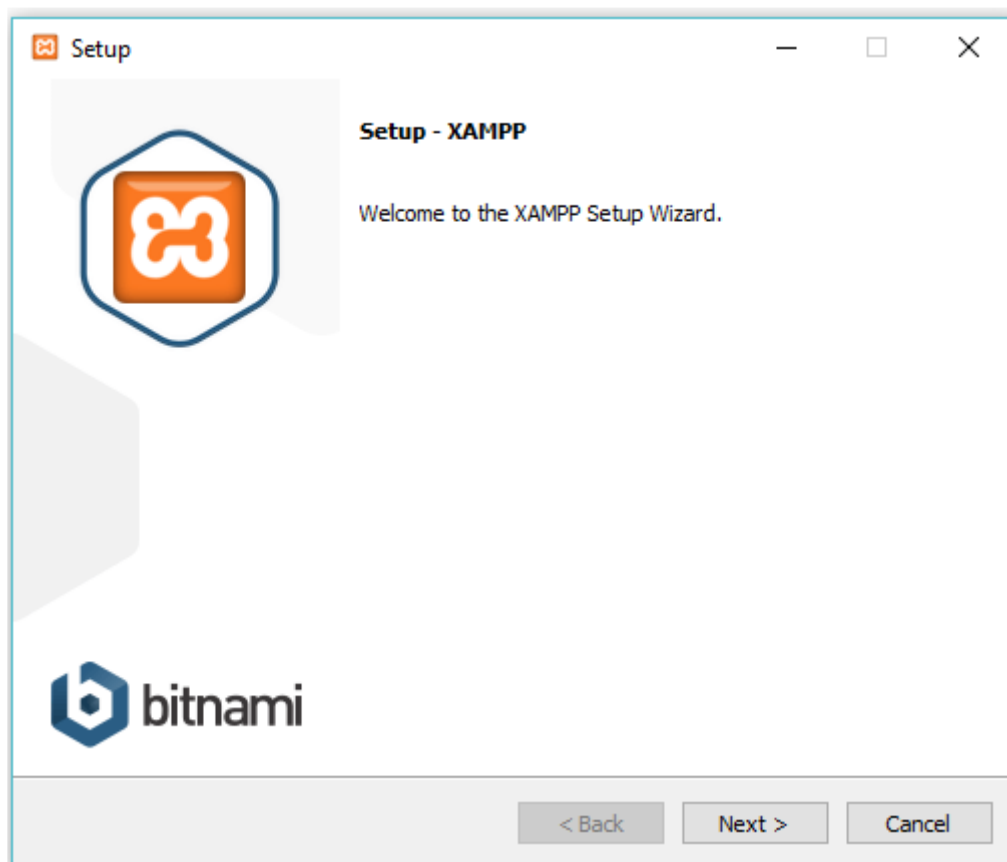 Setup
Setup - XAMPP
Welcome to the XAMPP Setup Wizard.
bitnami
< Back Next > Cancel